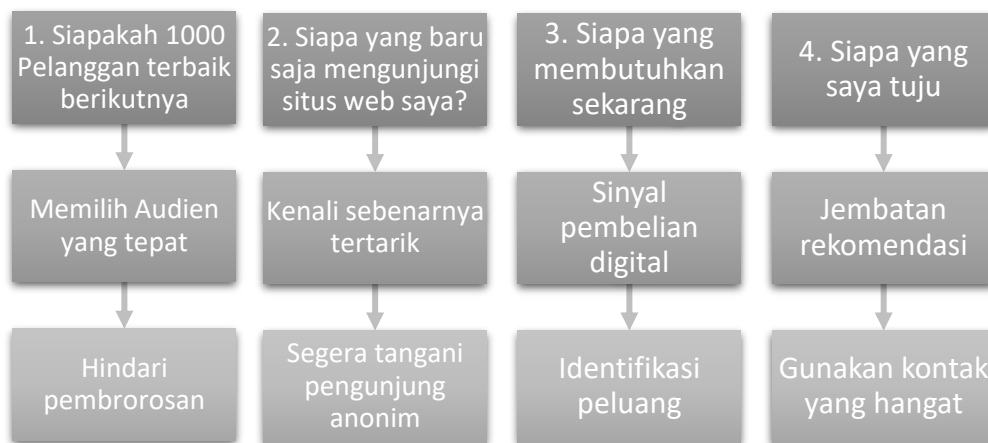 1. Siapakah 1000
Pelanggan terbaik
berikutnya
Memilih Audien
yang tepat
Hindari
pembrorosan
2. Siapa yang baru
saja mengunjungi
situs web saya?
Kenali sebenarnya
tertarik
Segera tangani
pengunjung
anonim
3. Siapa yang
membutuhkan
sekarang
Sinyal
pembelian
digital
Identifikasi
peluang
4. Siapa yang
saya tuju
Jembatan
rekomendasi
Gunakan kontak
yang hangat